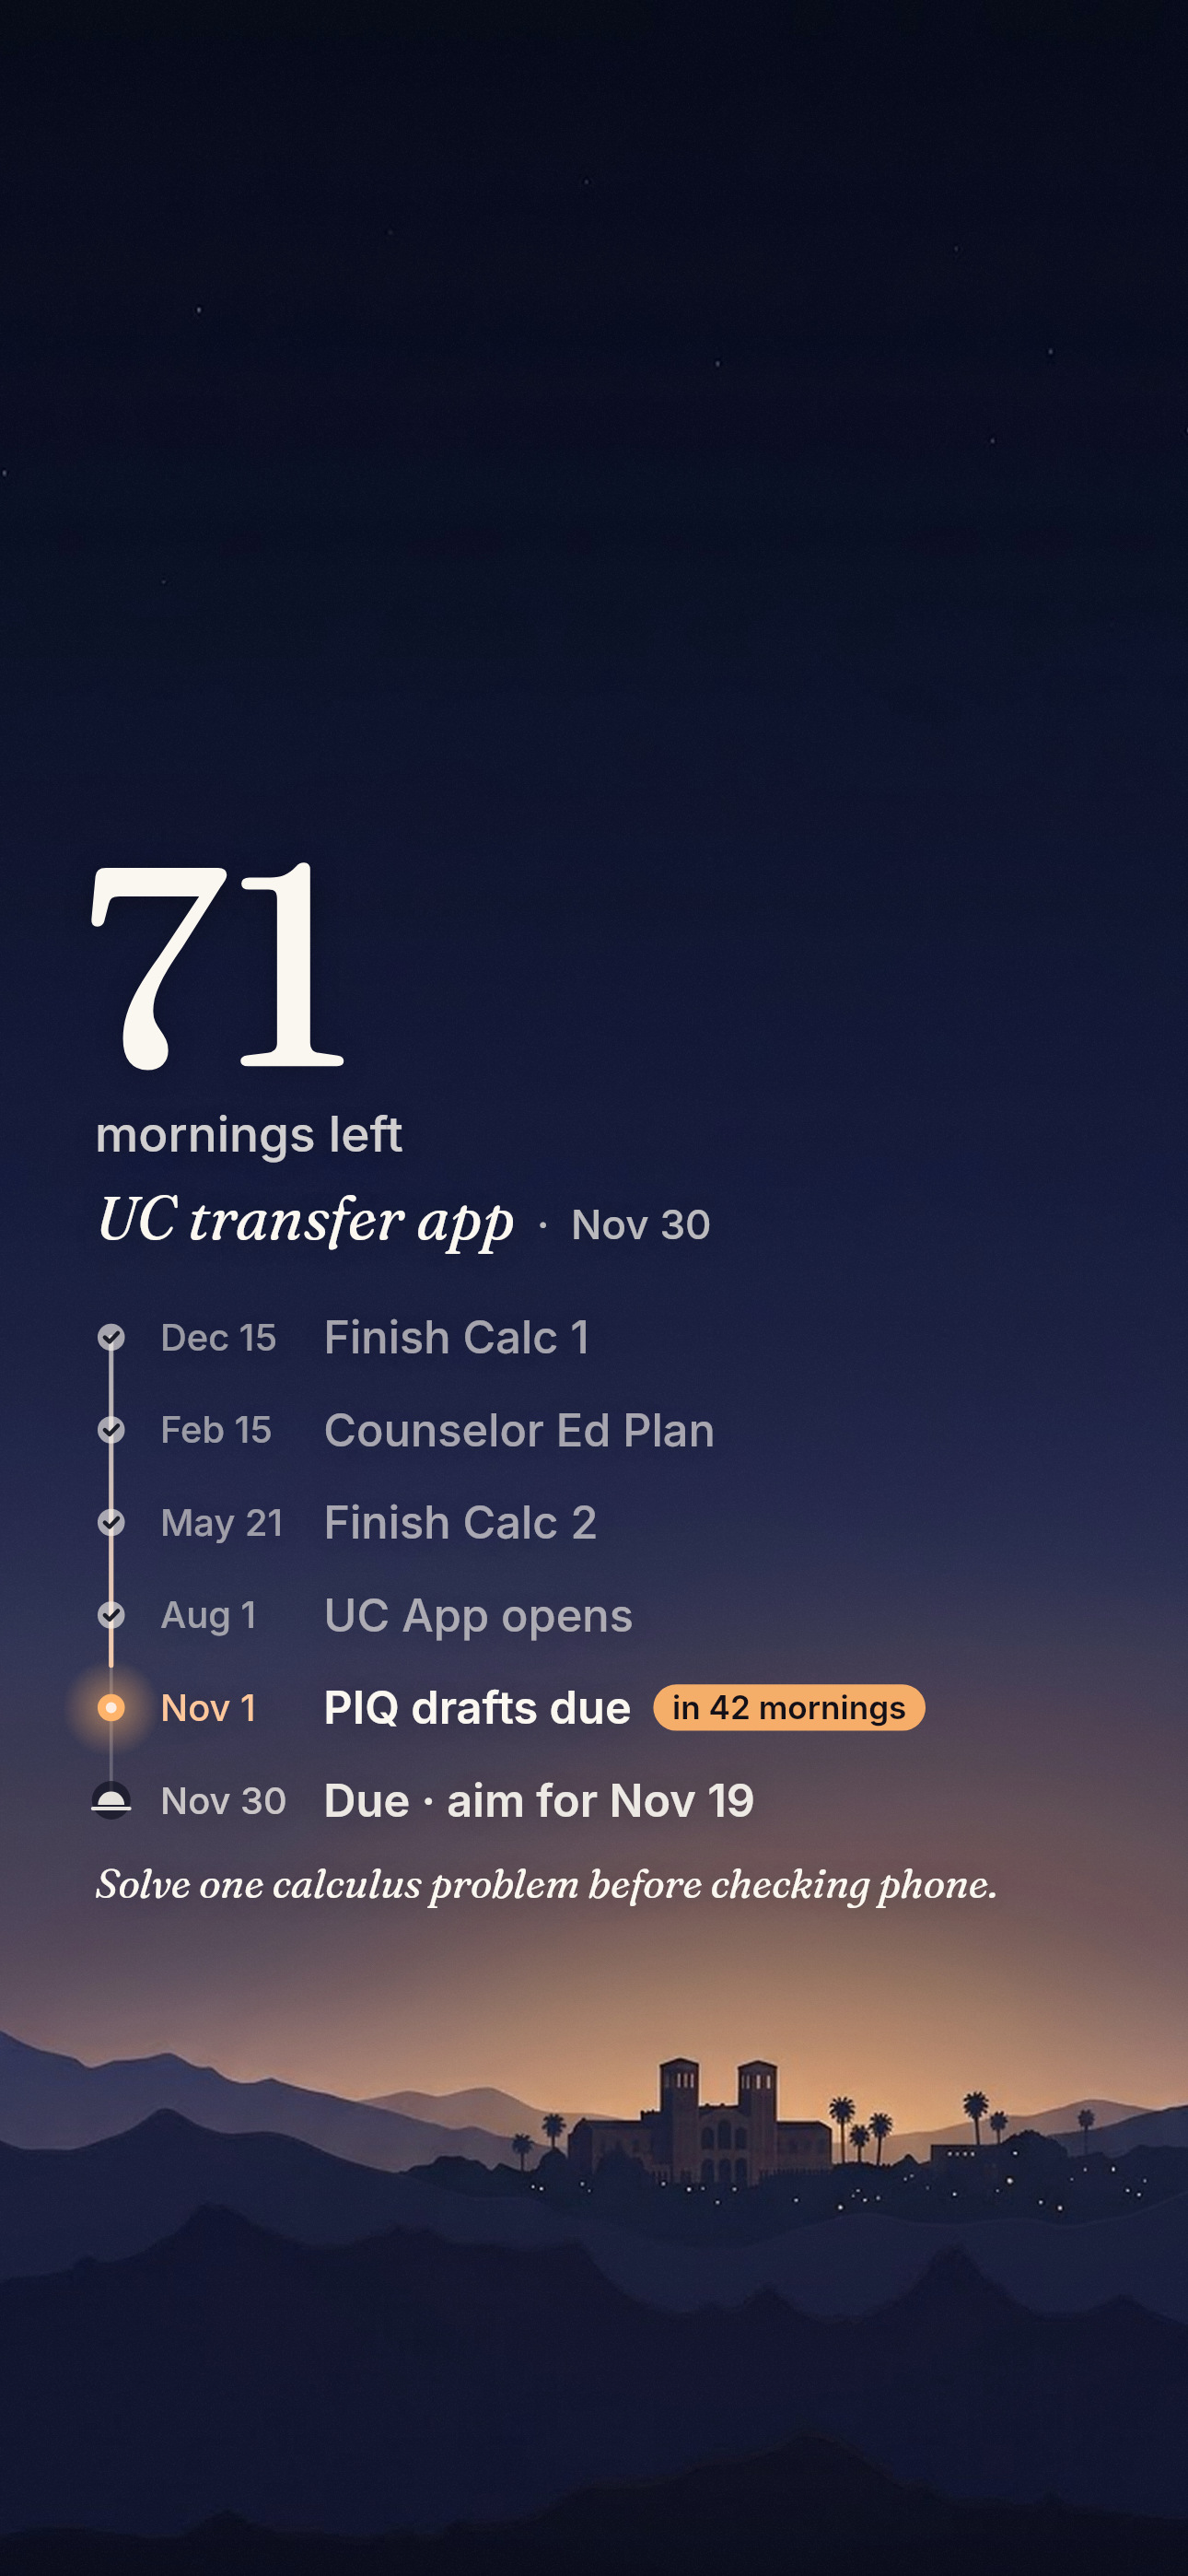 71
mornings left
UC transfer app · Nov 30
Dec 15 Finish Calc 1
Feb 15 Counselor Ed Plan
May 21 Finish Calc 2
Aug 1 UC App opens
Nov 1 PIQ drafts due in 42 mornings
Nov 30 Due · aim for Nov 19
Solve one calculus problem before checking phone.